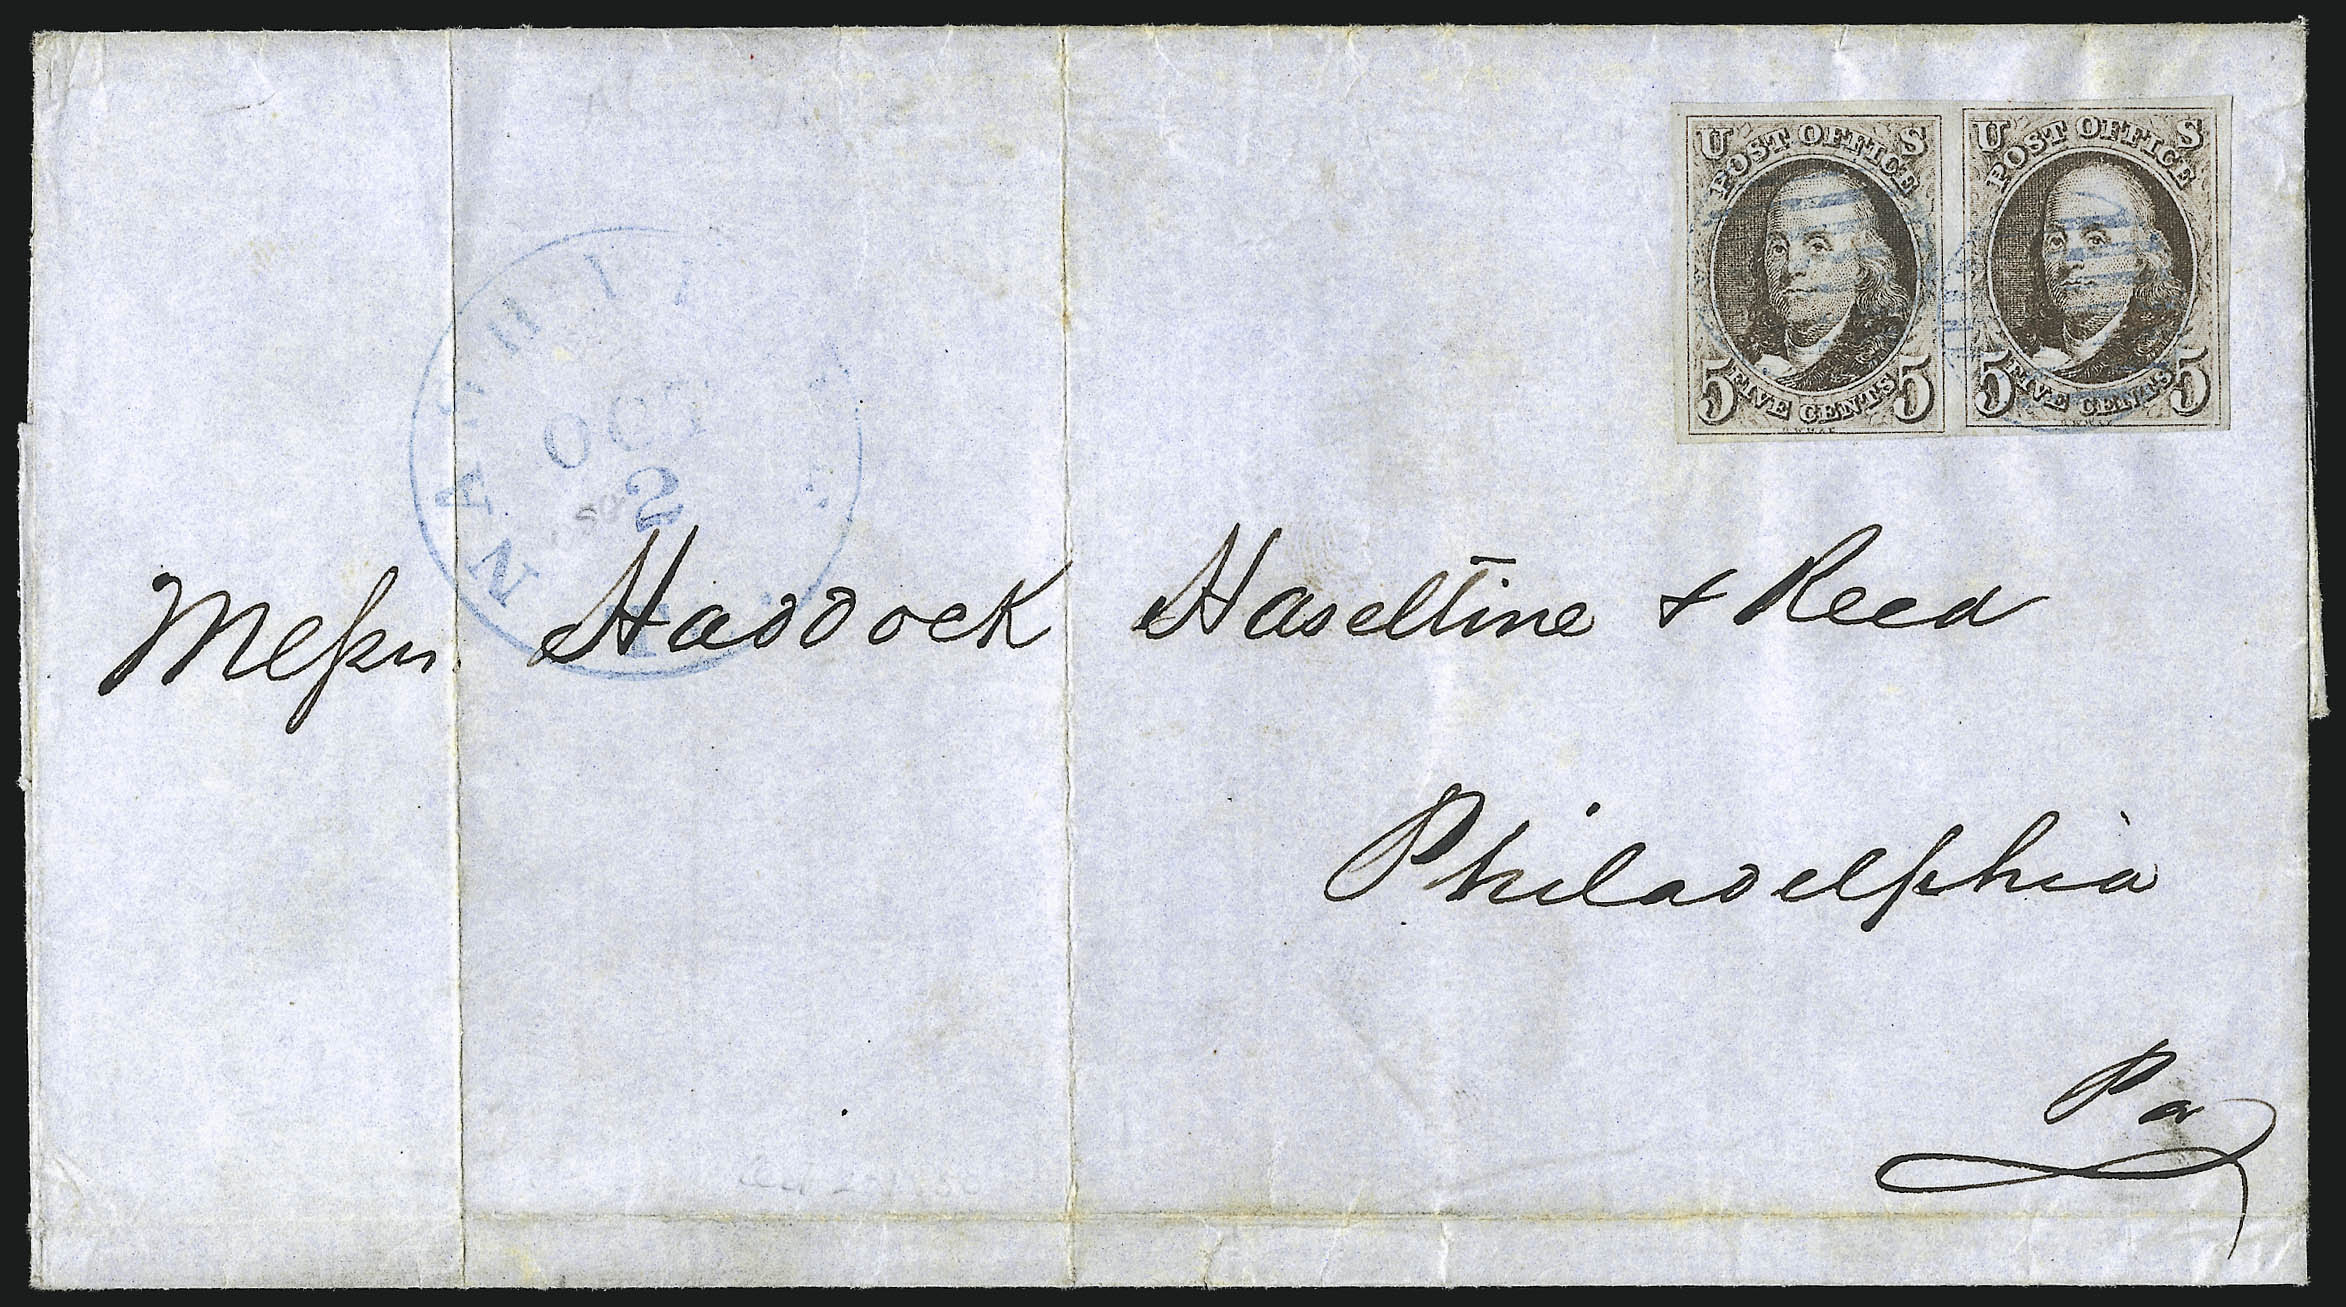 U S
POST OFFICE
5 FIVE CENTS 5
U S
POST OFFICE
5 FIVE CENTS 5
NASHVILLE
T
OCT
2
Messrs. Haddock Haseltine & Reed
Philadelphia
Pa